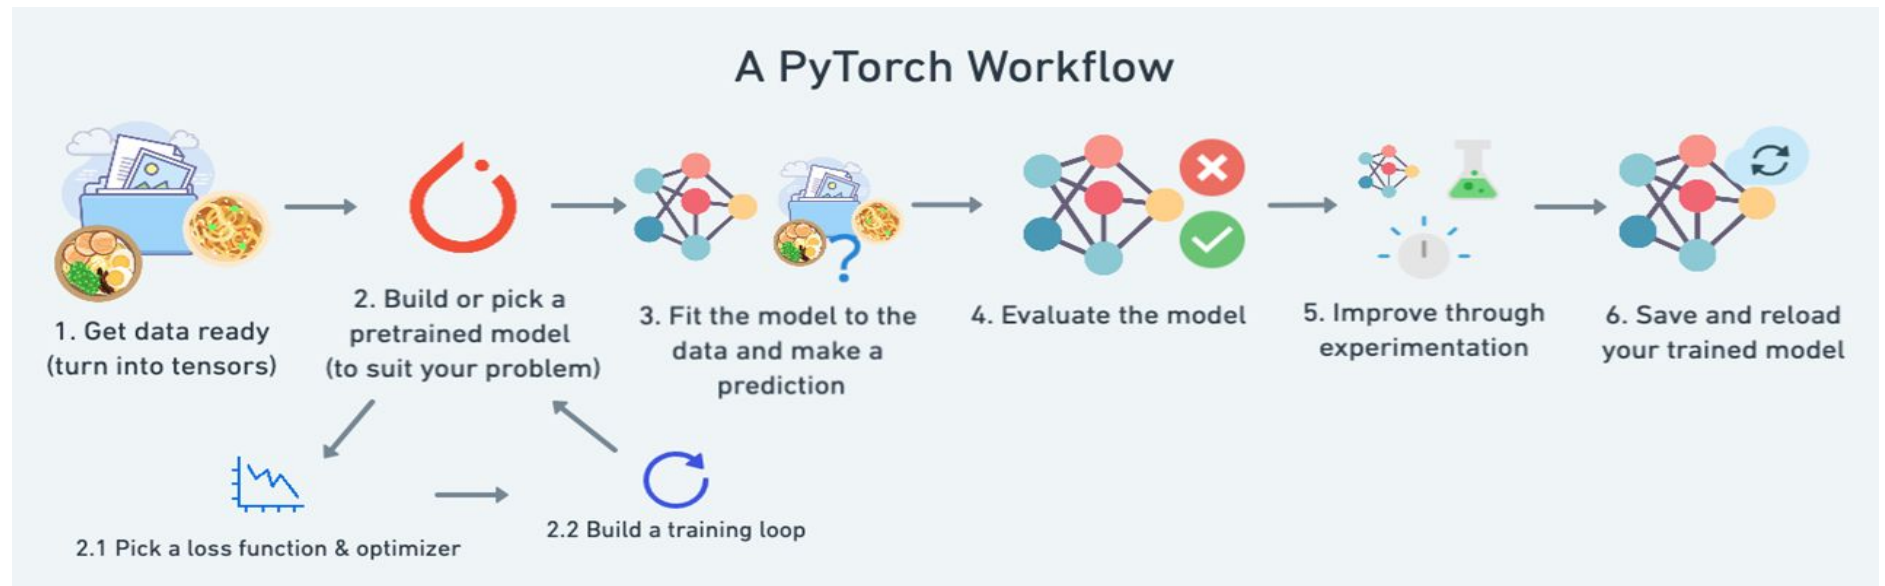 A PyTorch Workflow
1. Get data ready
(turn into tensors)
2. Build or pick a
pretrained model
(to suit your problem)
3. Fit the model to the
data and make a
prediction
4. Evaluate the model
5. Improve through
experimentation
6. Save and reload
your trained model
2.1 Pick a loss function & optimizer
2.2 Build a training loop